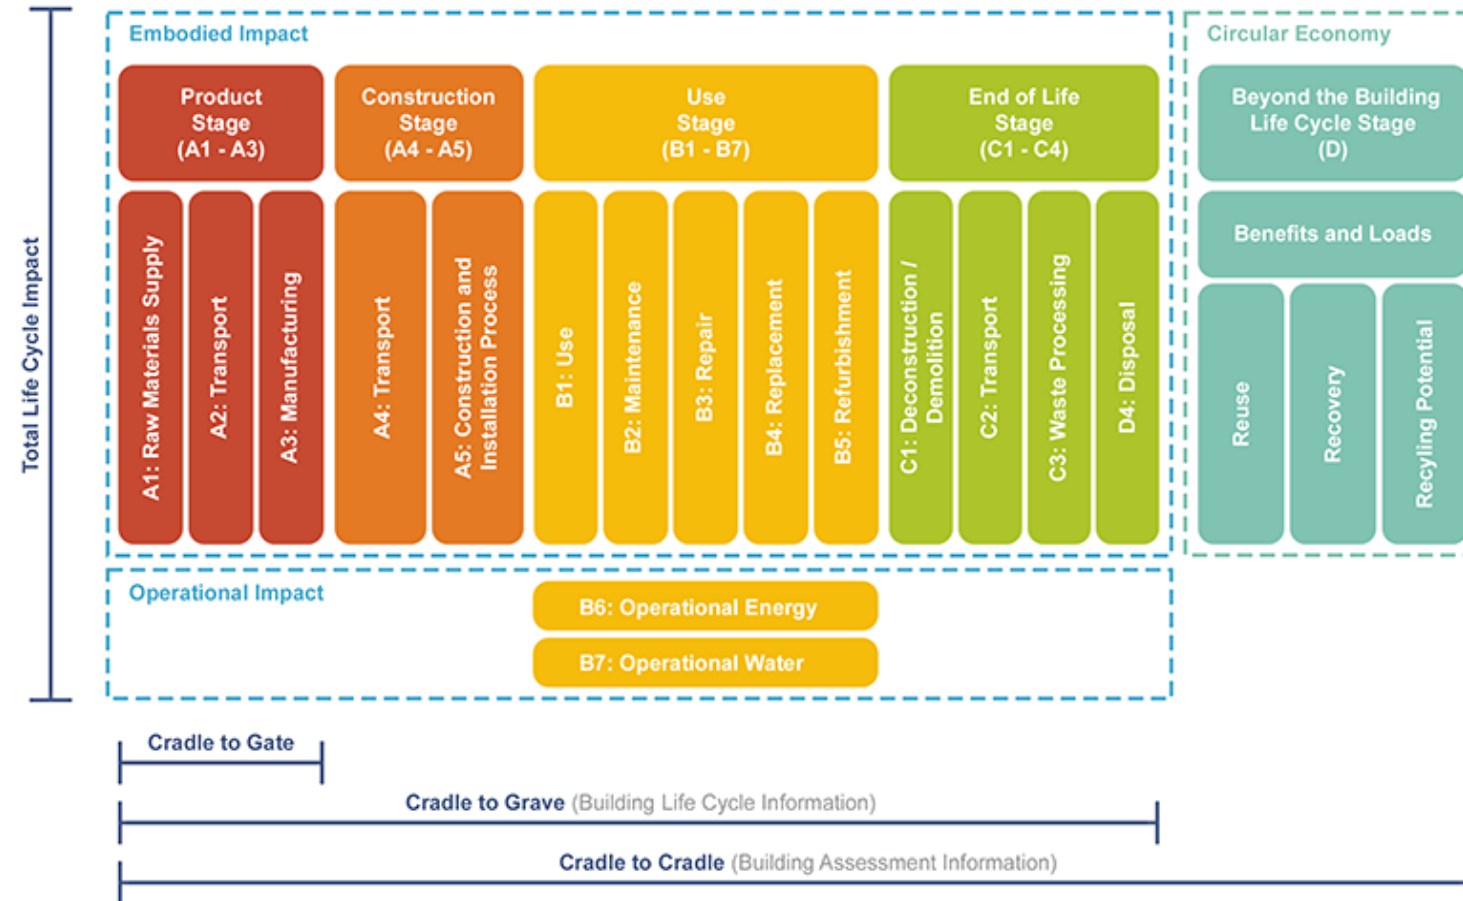 Total Life Cycle Impact
Embodied Impact
Product
Stage
(A1 - A3)
Construction
Stage
(A4 - A5)
Use
Stage
(B1 - B7)
End of Life
Stage
(C1 - C4)
A1: Raw Materials Supply
A2: Transport
A3: Manufacturing
A4: Transport
A5: Construction and
Installation Process
B1: Use
B2: Maintenance
B3: Repair
B4: Replacement
B5: Refurbishment
C1: Deconstruction /
Demolition
C2: Transport
C3: Waste Processing
D4: Disposal
Circular Economy
Beyond the Building
Life Cycle Stage
(D)
Benefits and Loads
Reuse
Recovery
Recyling Potential
Operational Impact
B6: Operational Energy
B7: Operational Water
Cradle to Gate
Cradle to Grave (Building Life Cycle Information)
Cradle to Cradle (Building Assessment Information)